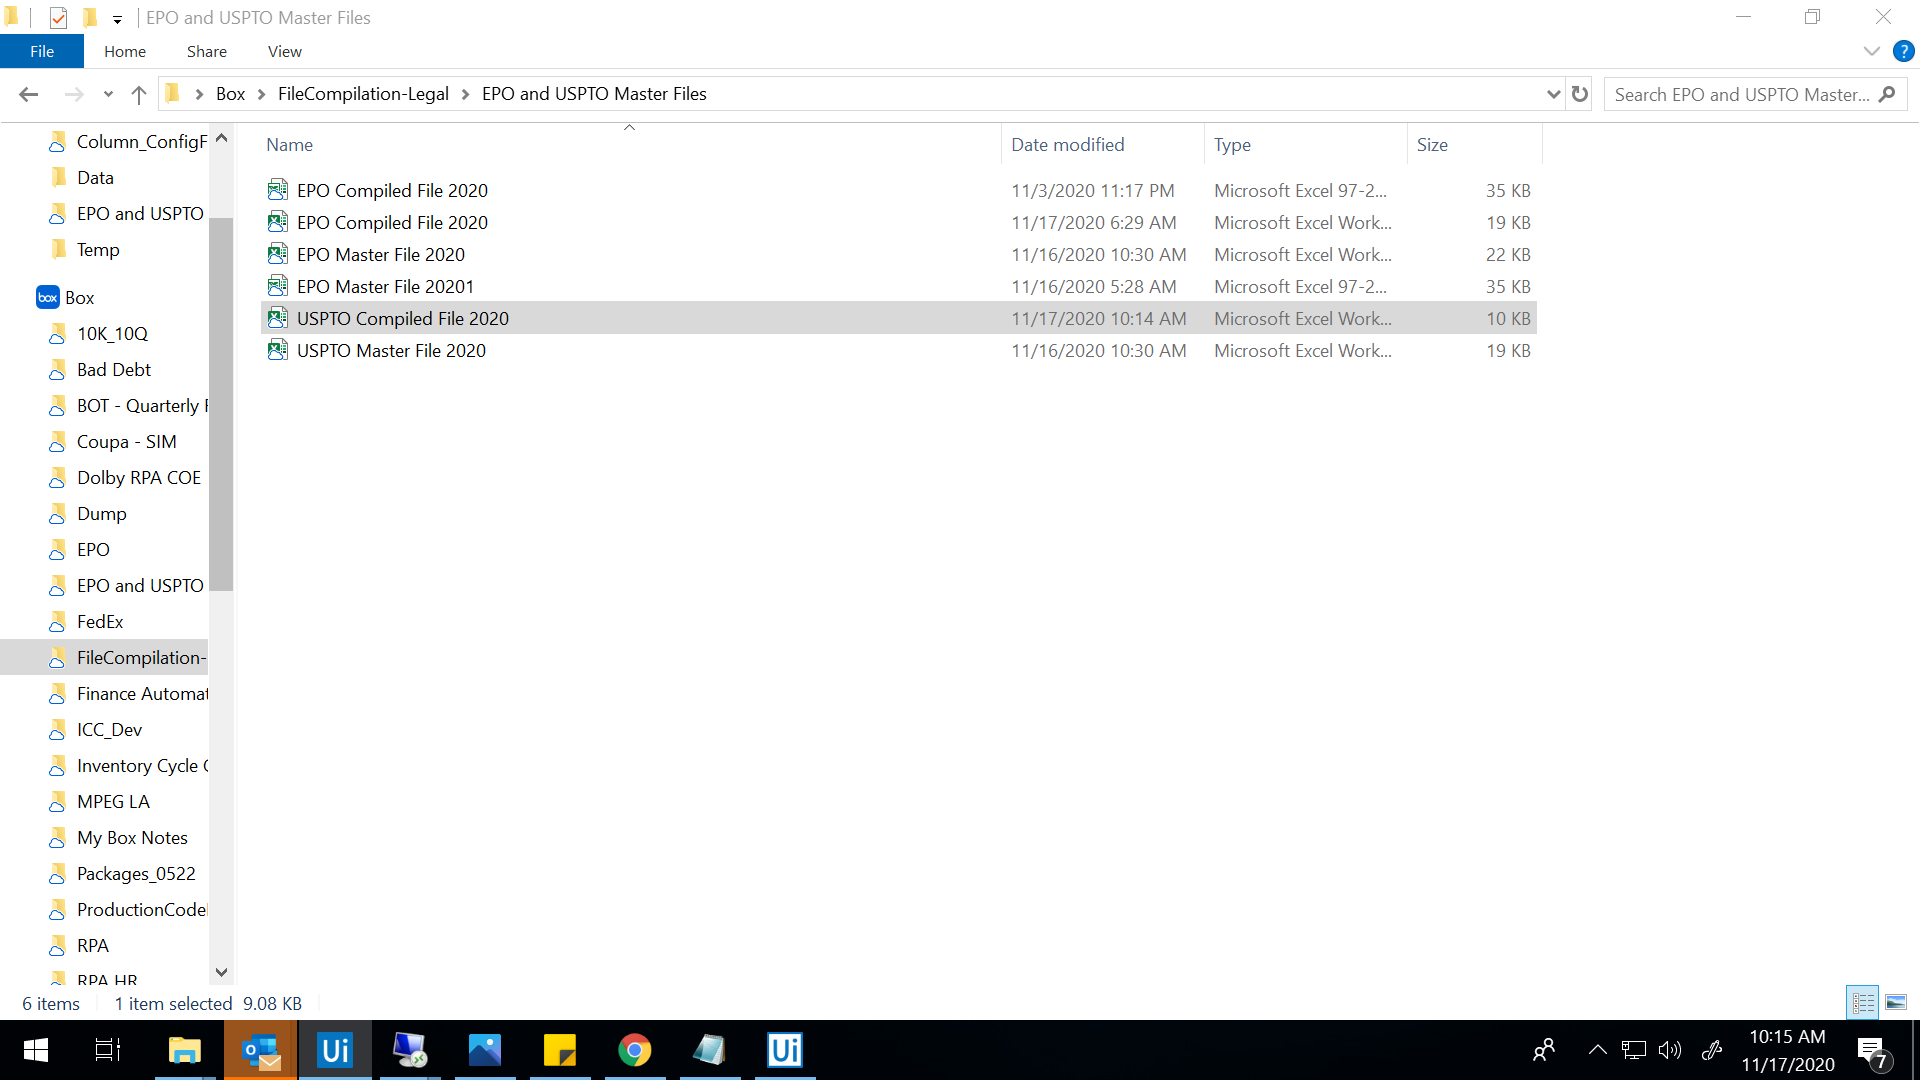 EPO and USPTO Master Files
File Home Share View
Box FileCompilation-Legal EPO and USPTO Master Files
Search EPO and USPTO Master...
Column_ConfigF
Data
EPO and USPTO
Temp
Box
10K_10Q
Bad Debt
BOT - Quarterly F
Coupa - SIM
Dolby RPA COE
Dump
EPO
EPO and USPTO
FedEx
FileCompilation-
Finance Automat
ICC_Dev
Inventory Cycle C
MPEG LA
My Box Notes
Packages_0522
ProductionCode
RPA
RPA HR
Name Date modified Type Size
EPO Compiled File 2020 11/3/2020 11:17 PM Microsoft Excel 97-2... 35 KB
EPO Compiled File 2020 11/17/2020 6:29 AM Microsoft Excel Work... 19 KB
EPO Master File 2020 11/16/2020 10:30 AM Microsoft Excel Work... 22 KB
EPO Master File 20201 11/16/2020 5:28 AM Microsoft Excel 97-2... 35 KB
USPTO Compiled File 2020 11/17/2020 10:14 AM Microsoft Excel Work... 10 KB
USPTO Master File 2020 11/16/2020 10:30 AM Microsoft Excel Work... 19 KB
6 items 1 item selected 9.08 KB
Ui
Ui
10:15 AM
11/17/2020
7